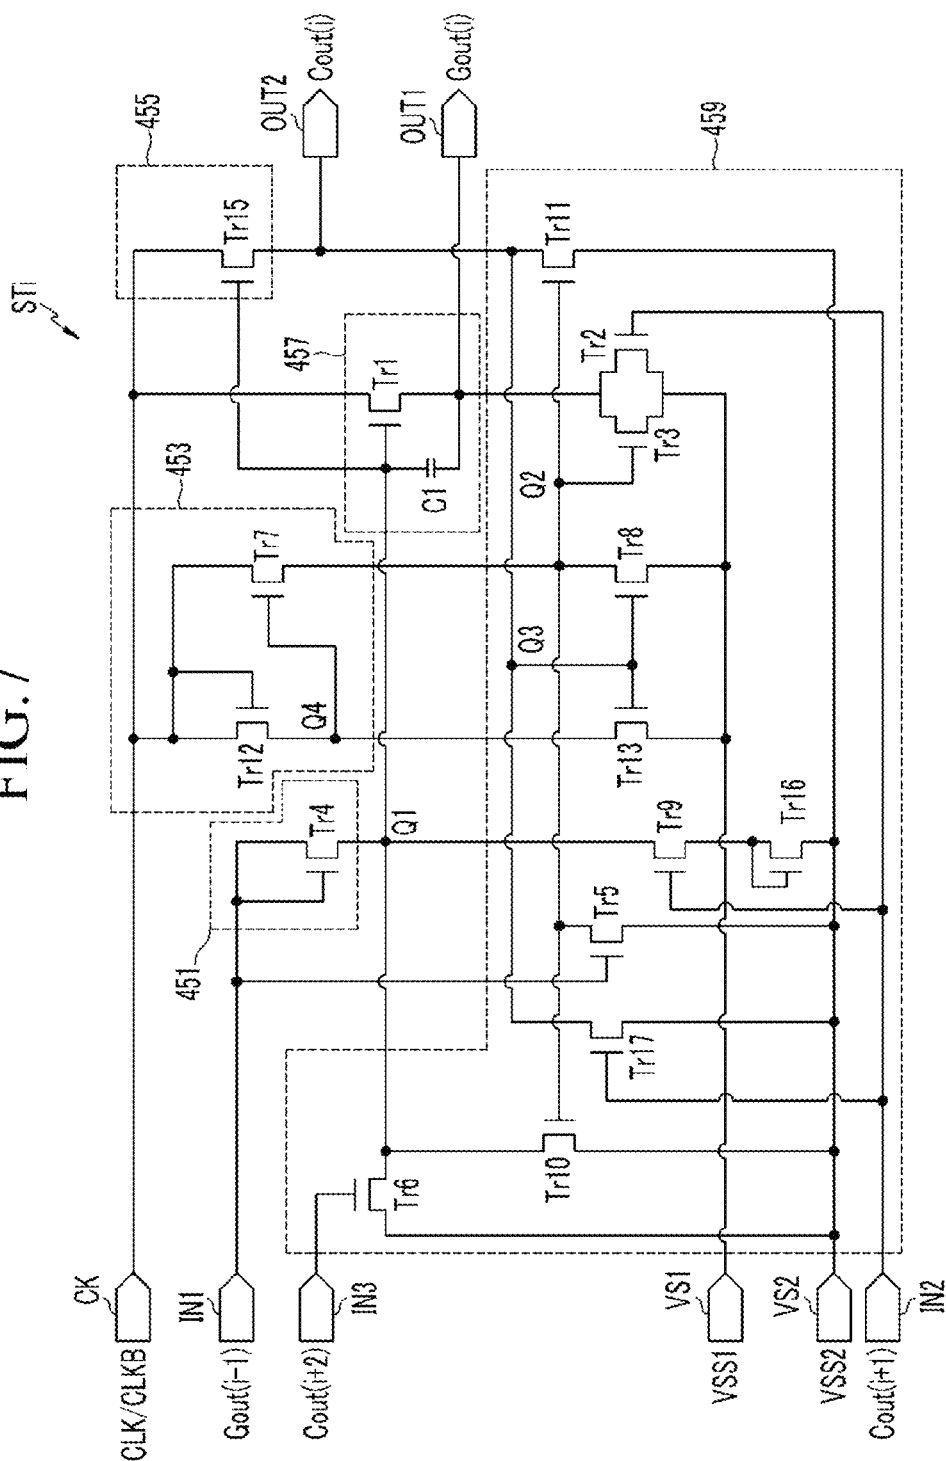 FIG. 7
STi
CK
CLK/CLKB
IN1
Gout(i-1)
IN3
Cout(i+2)
VS1
VSS1
VS2
VSS2
IN2
Cout(i+1)
451
453
455
457
459
Tr4
Tr12
Tr7
Tr15
Tr1
C1
Q4
Q1
Q3
Q2
OUT2
Cout(i)
OUT1
Gout(i)
Tr6
Tr10
Tr17
Tr5
Tr9
Tr16
Tr13
Tr8
Tr3
Tr2
Tr11